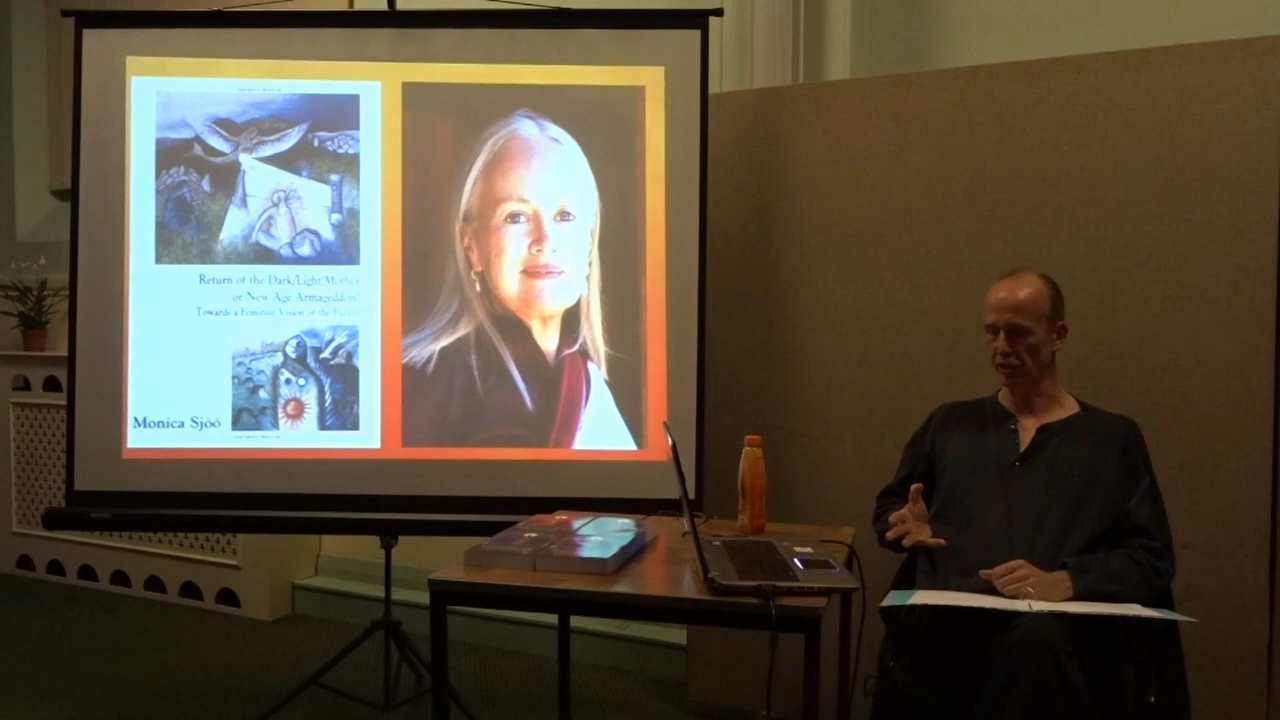 Return of the Dark/Light Mother
or New Age Armageddon?
Towards a Feminist Vision of the Future
Monica Sjöö